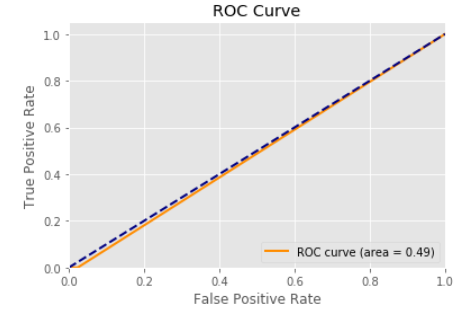 ROC Curve
1.0
0.8
0.6
0.4
0.2
0.0
True Positive Rate
ROC curve (area = 0.49)
0.0 0.2 0.4 0.6 0.8 1.0
False Positive Rate